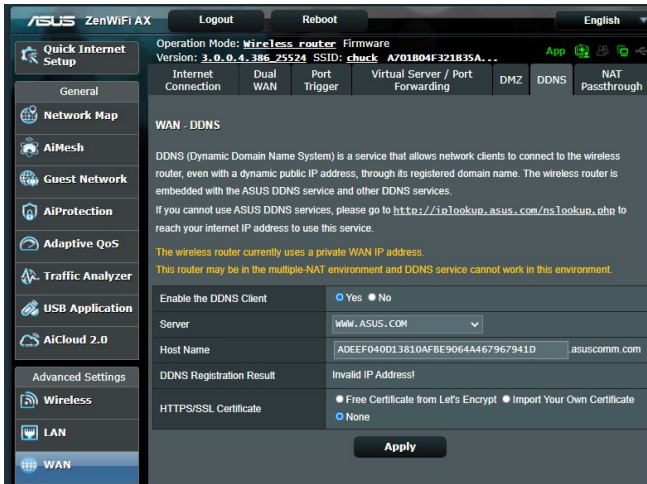 ASUS ZenWiFi AX
Logout
Reboot
English
Quick Internet Setup
Operation Mode: Wireless router Firmware
Version: 3.0.0.4.386_25524 SSID: chuck A701B04F321B35A...
App
Internet Connection
Dual WAN
Port Trigger
Virtual Server / Port Forwarding
DMZ
DDNS
NAT Passthrough
General
Network Map
AiMesh
Guest Network
AiProtection
Adaptive QoS
Traffic Analyzer
USB Application
AiCloud 2.0
Advanced Settings
Wireless
LAN
WAN
WAN - DDNS
DDNS (Dynamic Domain Name System) is a service that allows network clients to connect to the wireless
router, even with a dynamic public IP address, through its registered domain name. The wireless router is
embedded with the ASUS DDNS service and other DDNS services.
If you cannot use ASUS DDNS services, please go to http://iplookup.asus.com/nslookup.php to
reach your internet IP address to use this service.
The wireless router currently uses a private WAN IP address.
This router may be in the multiple-NAT environment and DDNS service cannot work in this environment.
Enable the DDNS Client
Yes No
Server
WWW.ASUS.COM
Host Name
ADEEF040D13810AFBE9064A467967941D .asuscomm.com
DDNS Registration Result
Invalid IP Address!
HTTPS/SSL Certificate
Free Certificate from Let's Encrypt Import Your Own Certificate
None
Apply